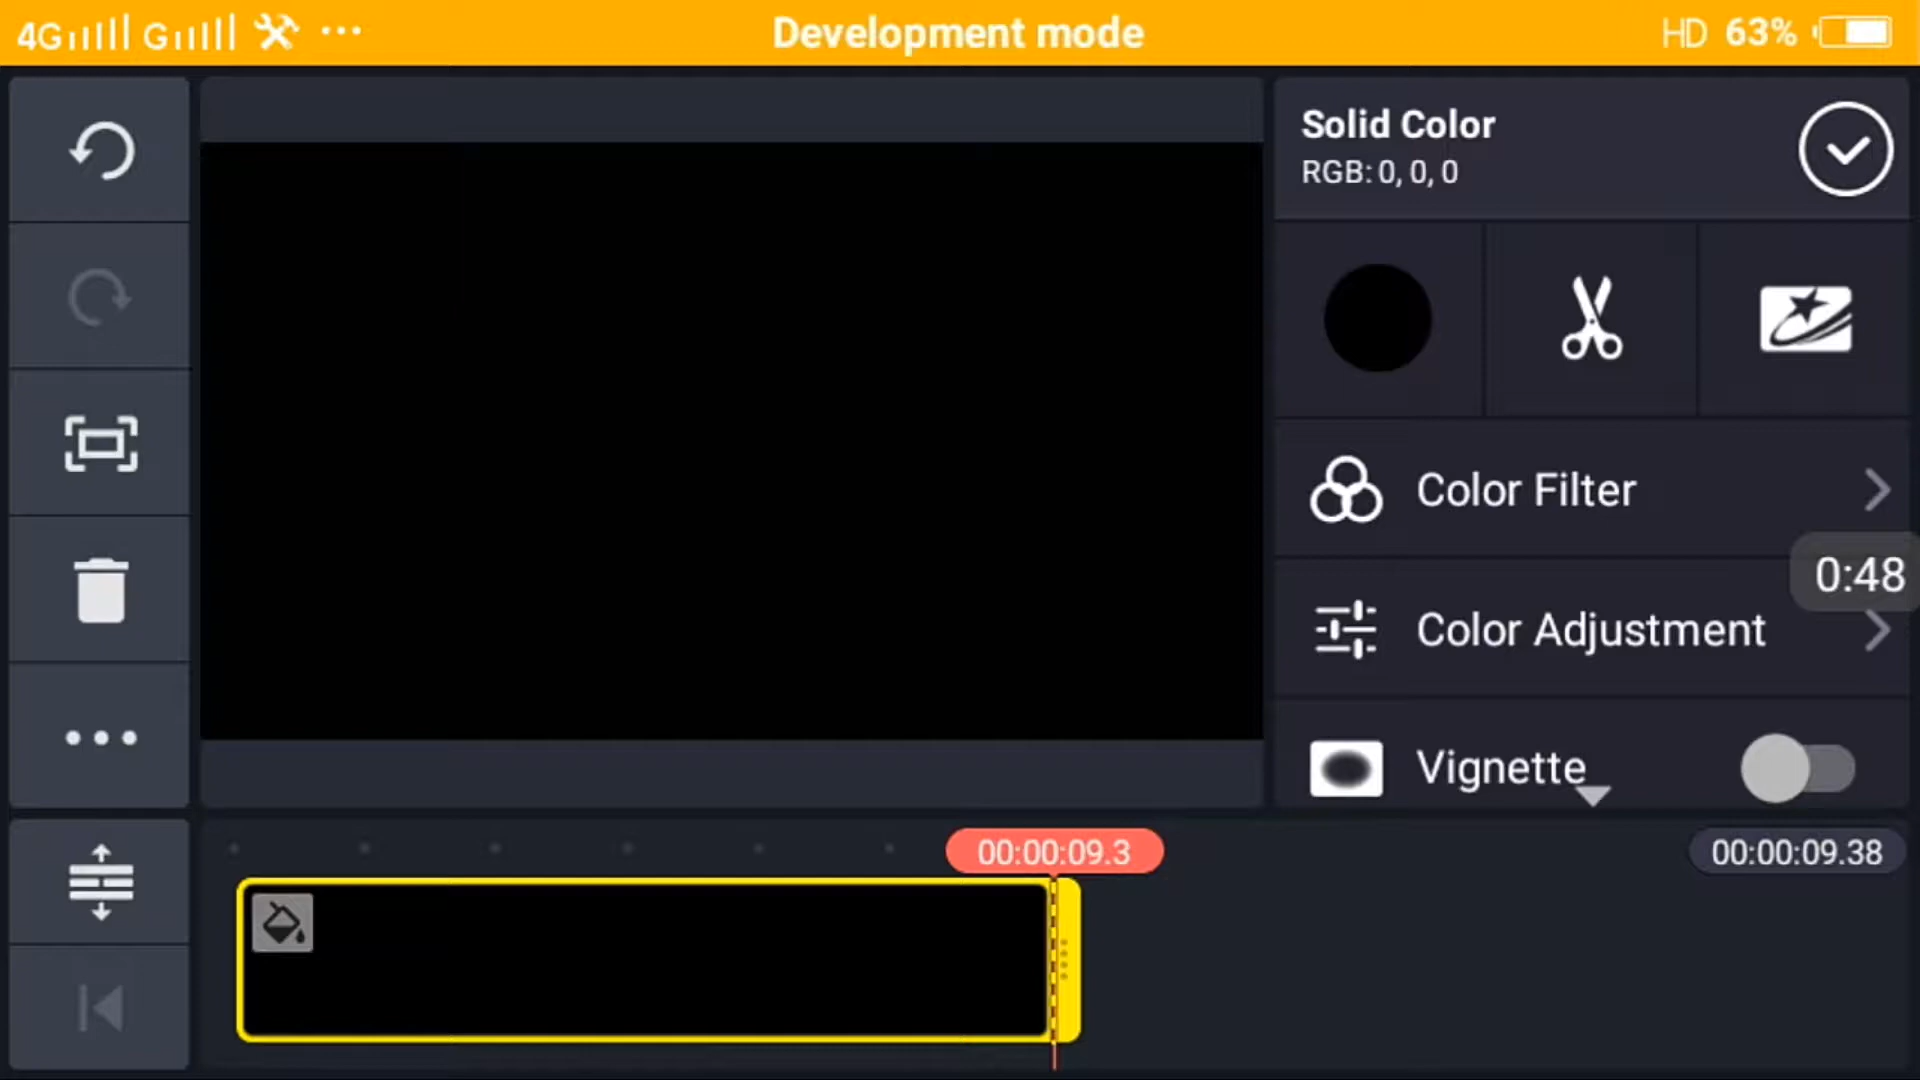 4G G Development mode HD 63%
Solid Color
RGB: 0, 0, 0
Color Filter
0:48
Color Adjustment
Vignette
00:00:09.3 00:00:09.38